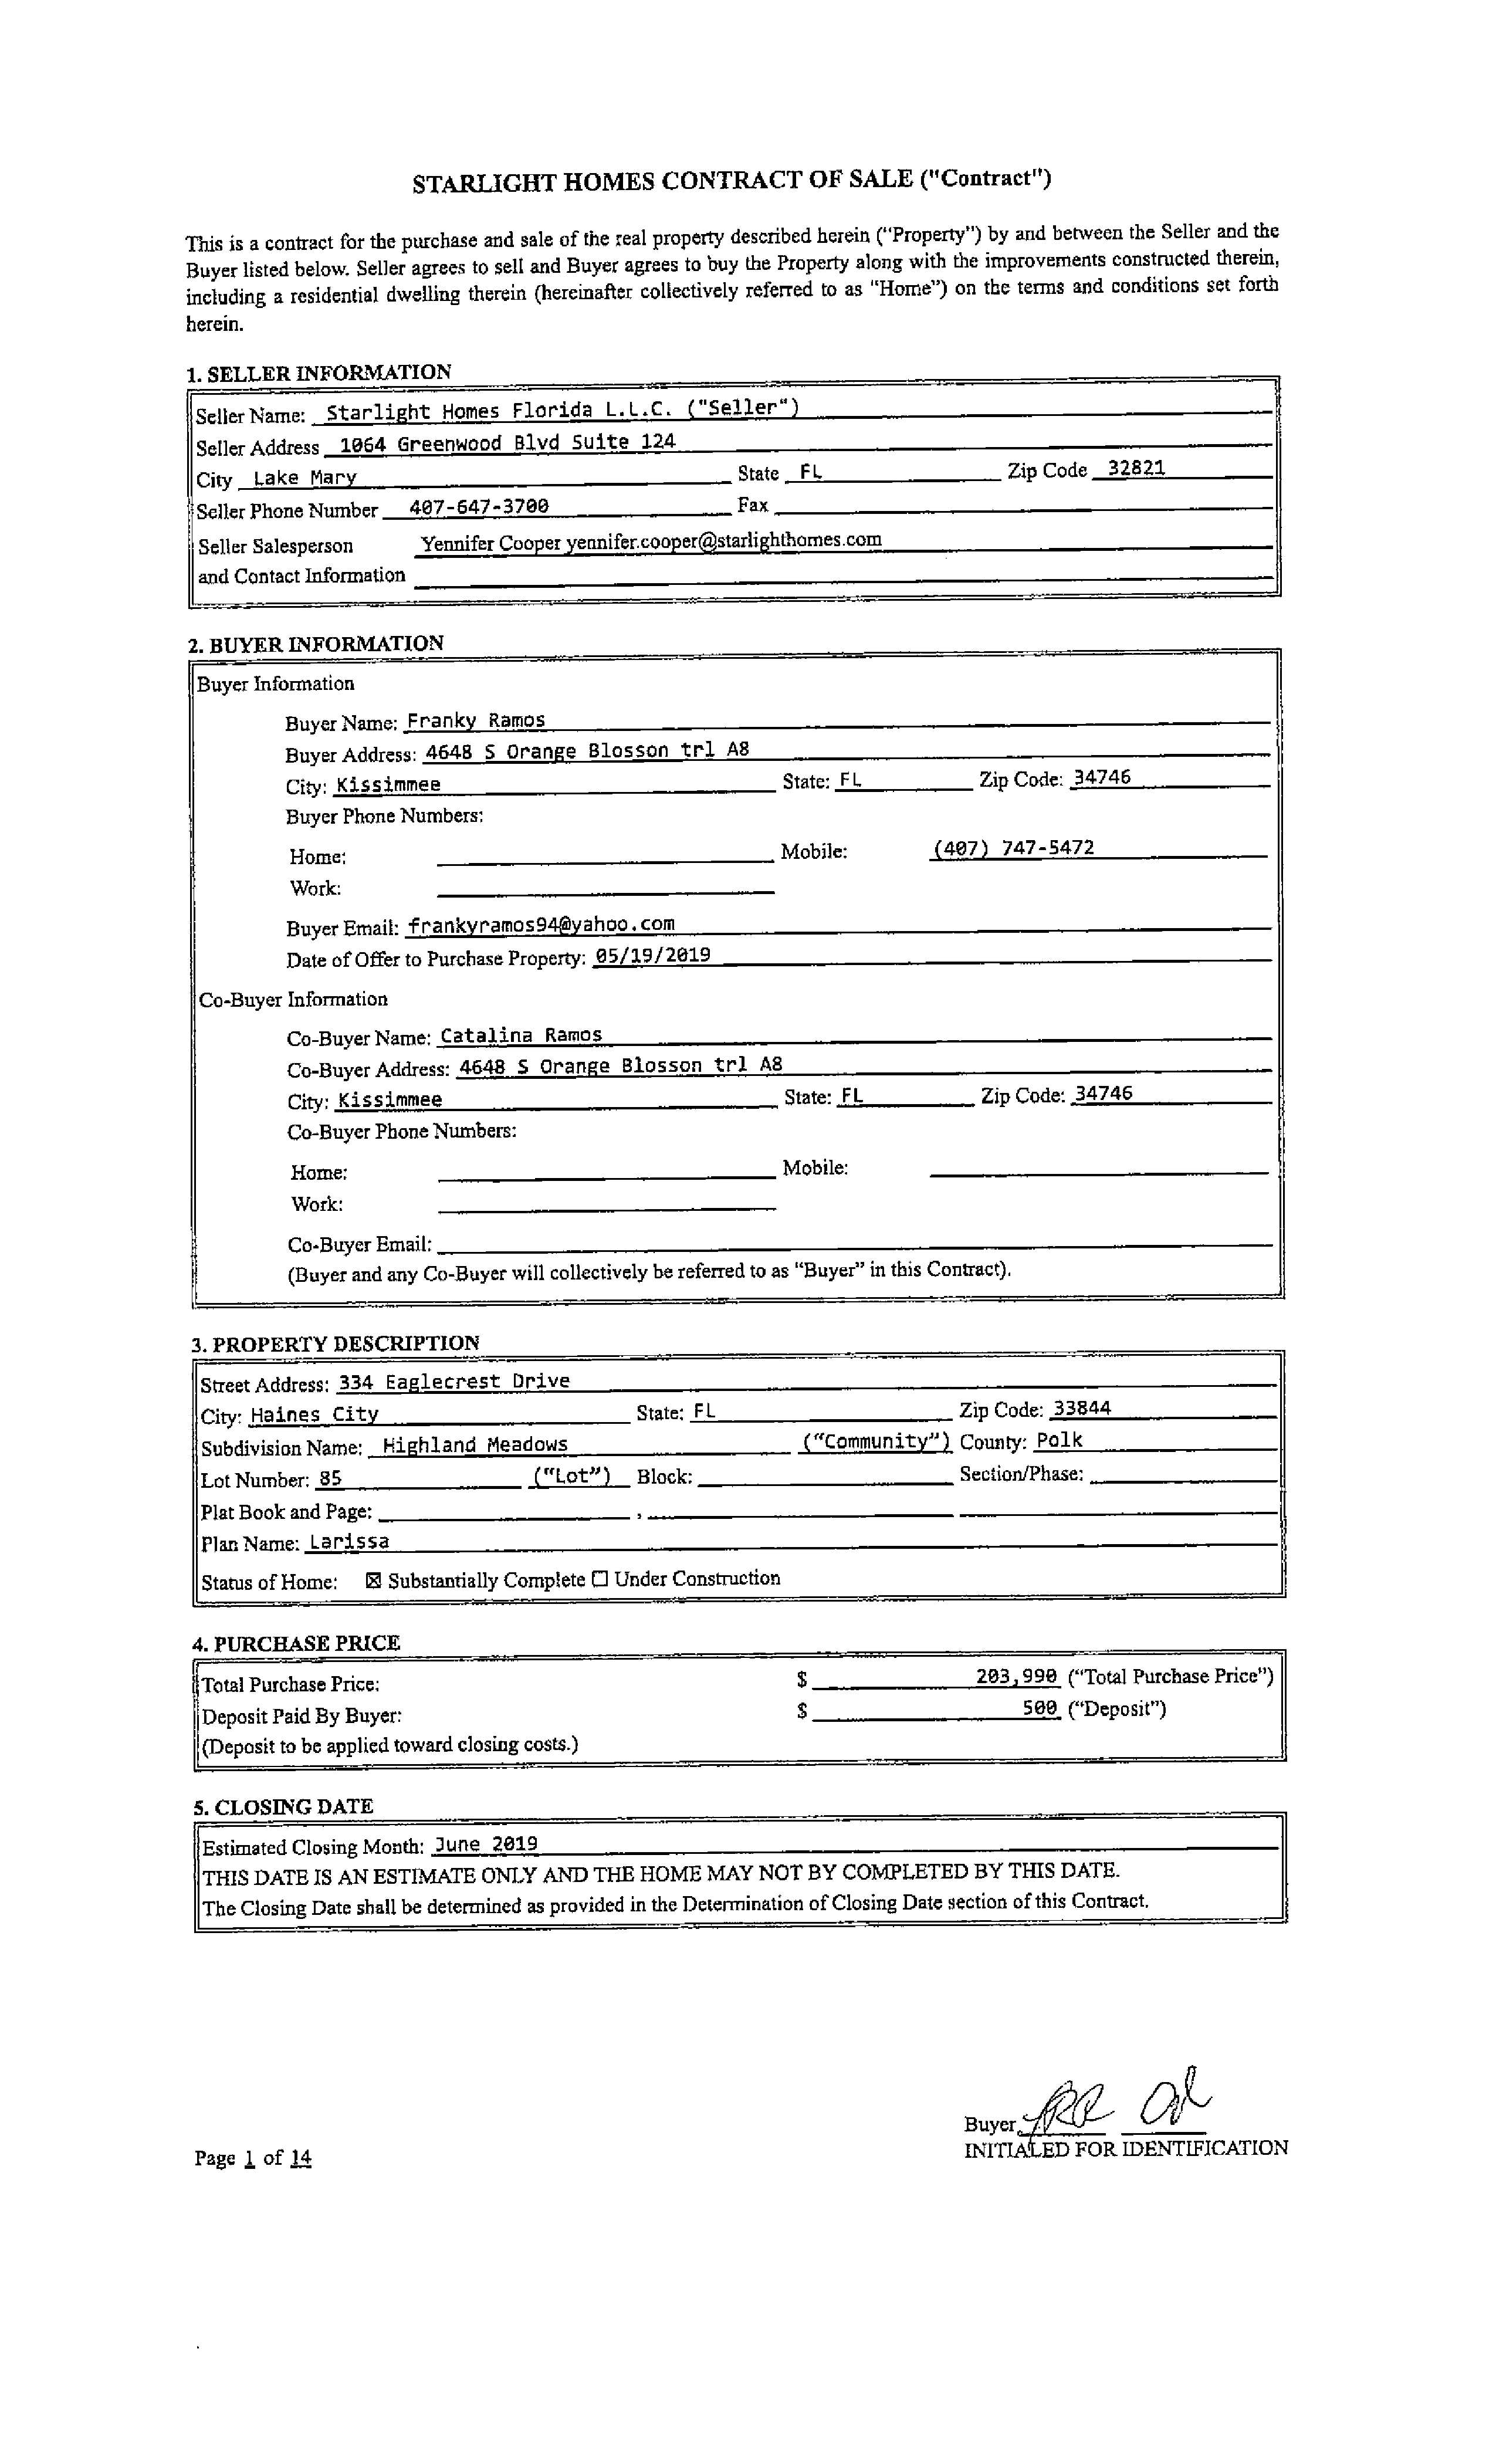 STARLIGHT HOMES CONTRACT OF SALE ("Contract")
This is a contract for the purchase and sale of the real property described herein ("Property") by and between the Seller and the
Buyer listed below. Seller agrees to sell and Buyer agrees to buy the Property along with the improvements constructed therein,
including a residential dwelling therein (hereinafter collectively referred to as "Home") on the terms and conditions set forth
herein.
1. SELLER INFORMATION
Seller Name: Starlight Homes Florida L.L.C. ("Seller")
Seller Address 1064 Greenwood Blvd Suite 124
City Lake Mary State FL Zip Code 32821
Seller Phone Number 407-647-3700 Fax
Seller Salesperson Yennifer Cooper yennifer.cooper@starlighthomes.com
and Contact Information
2. BUYER INFORMATION
Buyer Information
Buyer Name: Franky Ramos
Buyer Address: 4648 S Orange Blosson trl A8
City: Kissimmee State: FL Zip Code: 34746
Buyer Phone Numbers:
Home: Mobile: (407) 747-5472
Work:
Buyer Email: frankyramos94@yahoo.com
Date of Offer to Purchase Property: 05/19/2019
Co-Buyer Information
Co-Buyer Name: Catalina Ramos
Co-Buyer Address: 4648 S Orange Blosson trl A8
City: Kissimmee State: FL Zip Code: 34746
Co-Buyer Phone Numbers:
Home: Mobile:
Work:
Co-Buyer Email:
(Buyer and any Co-Buyer will collectively be referred to as "Buyer" in this Contract).
3. PROPERTY DESCRIPTION
Street Address: 334 Eaglecrest Drive
City: Haines City State: FL Zip Code: 33844
Subdivision Name: Highland Meadows ("Community") County: Polk
Lot Number: 85 ("Lot") Block: Section/Phase:
Plat Book and Page: ,
Plan Name: Larissa
Status of Home: ☒ Substantially Complete ☐ Under Construction
4. PURCHASE PRICE
Total Purchase Price: $ 203,990 ("Total Purchase Price")
Deposit Paid By Buyer: $ 500 ("Deposit")
(Deposit to be applied toward closing costs.)
5. CLOSING DATE
Estimated Closing Month: June 2019
THIS DATE IS AN ESTIMATE ONLY AND THE HOME MAY NOT BY COMPLETED BY THIS DATE.
The Closing Date shall be determined as provided in the Determination of Closing Date section of this Contract.
Buyer
INITIALED FOR IDENTIFICATION
Page 1 of 14